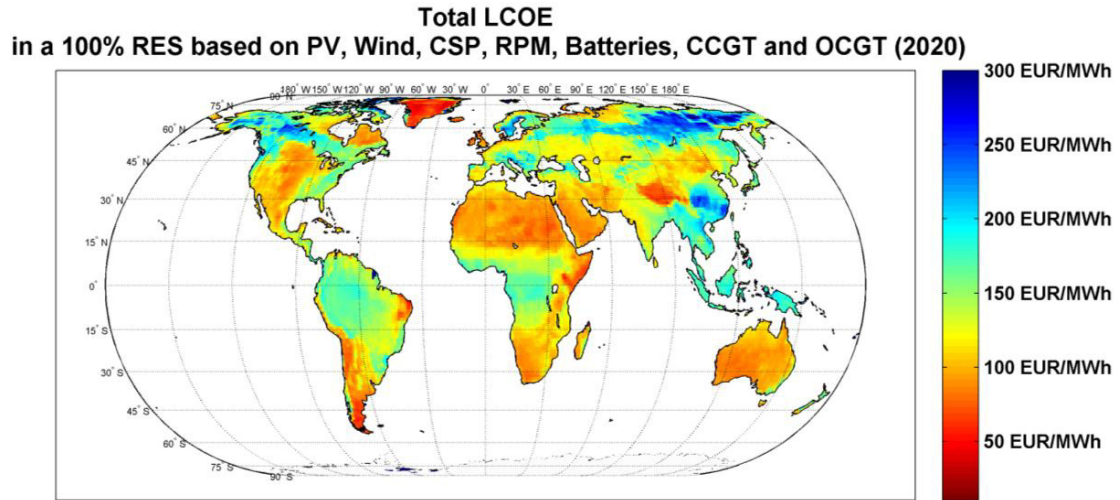 Total LCOE
in a 100% RES based on PV, Wind, CSP, RPM, Batteries, CCGT and OCGT (2020)
180° W 150° W 120° W 90° W 60° W 30° W 0° 30° E 60° E 90° E 120° E 150° E 180° E
90° N
75° N
60° N
45° N
30° N
15° N
0°
15° S
30° S
45° S
60° S
75° S
90° S
300 EUR/MWh
250 EUR/MWh
200 EUR/MWh
150 EUR/MWh
100 EUR/MWh
50 EUR/MWh